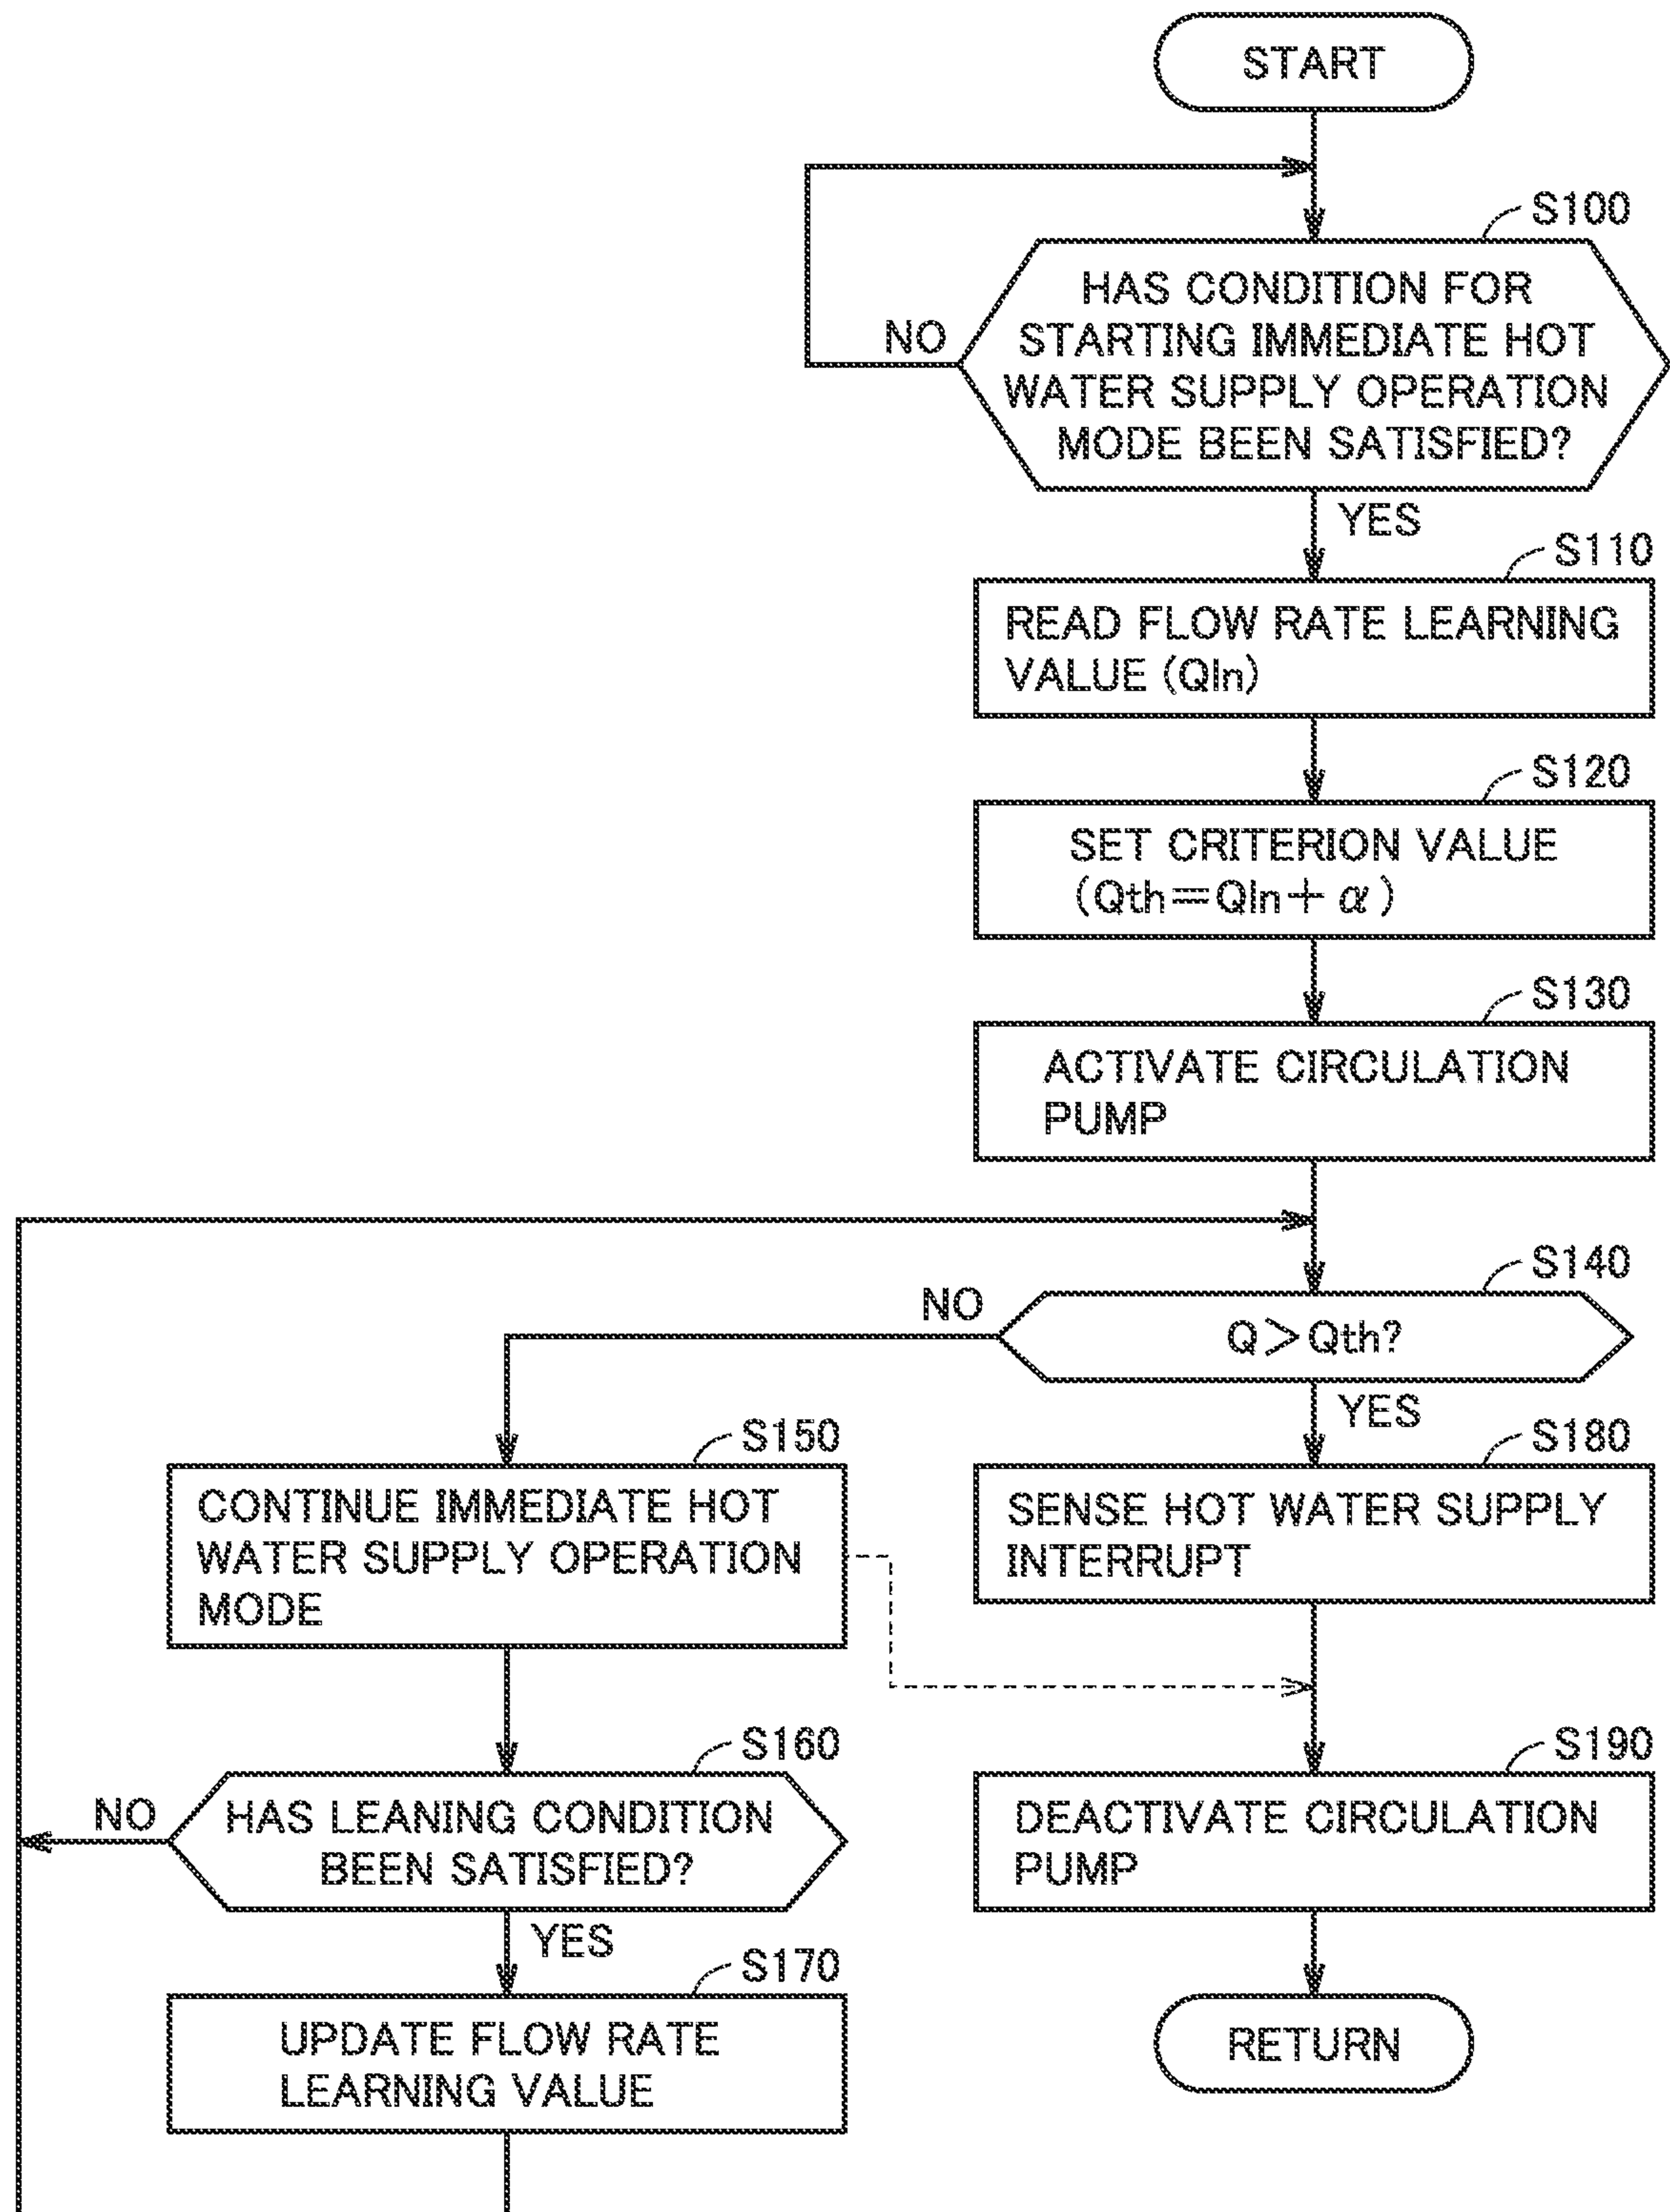 START
S100
HAS CONDITION FOR
STARTING IMMEDIATE HOT
WATER SUPPLY OPERATION
MODE BEEN SATISFIED?
NO
YES
S110
READ FLOW RATE LEARNING
VALUE (Qln)
S120
SET CRITERION VALUE
(Qth=Qln+α)
S130
ACTIVATE CIRCULATION
PUMP
S140
Q>Qth?
NO
YES
S150
CONTINUE IMMEDIATE HOT
WATER SUPPLY OPERATION
MODE
S180
SENSE HOT WATER SUPPLY
INTERRUPT
S160
HAS LEANING CONDITION
BEEN SATISFIED?
NO
YES
S190
DEACTIVATE CIRCULATION
PUMP
S170
UPDATE FLOW RATE
LEARNING VALUE
RETURN